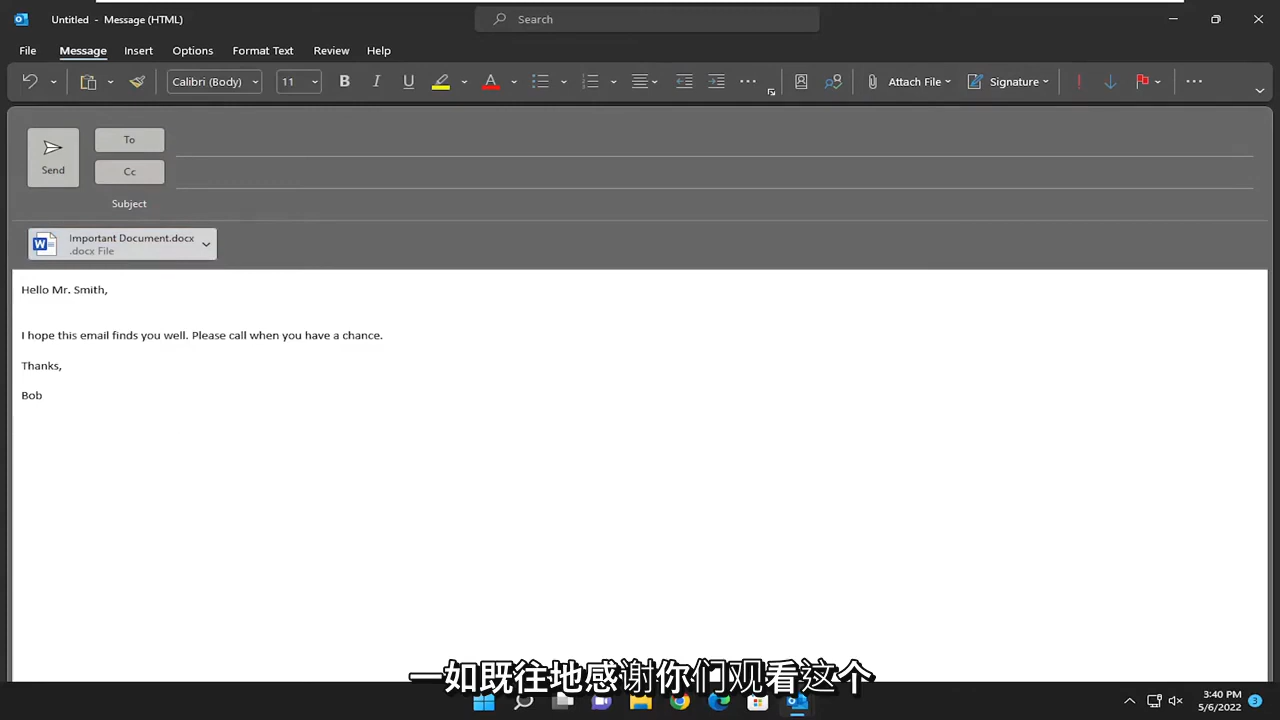 Untitled - Message (HTML)
Search
File Message Insert Options Format Text Review Help
Calibri (Body) 11 B I U A Attach File Signature
Send
To
Cc
Subject
Important Document.docx
.docx File
Hello Mr. Smith,
I hope this email finds you well. Please call when you have a chance.
Thanks,
Bob
一如既往地感谢你们观看这个
3:40 PM
5/6/2022
3